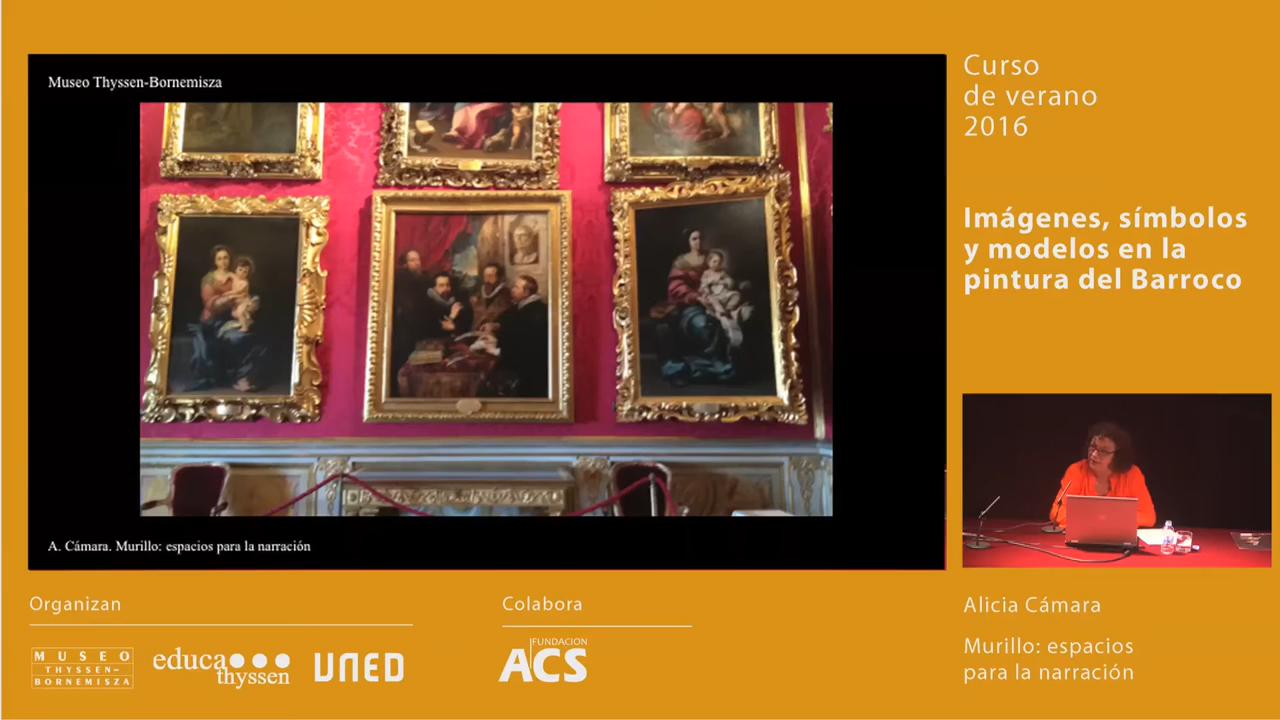 Museo Thyssen-Bornemisza
A. Cámara. Murillo: espacios para la narración
Curso
de verano
2016
Imágenes, símbolos
y modelos en la
pintura del Barroco
Alicia Cámara
Murillo: espacios
para la narración
Organizan
MUSEO
THYSSEN-
BORNEMISZA
educa
thyssen
UNED
Colabora
FUNDACION
ACS